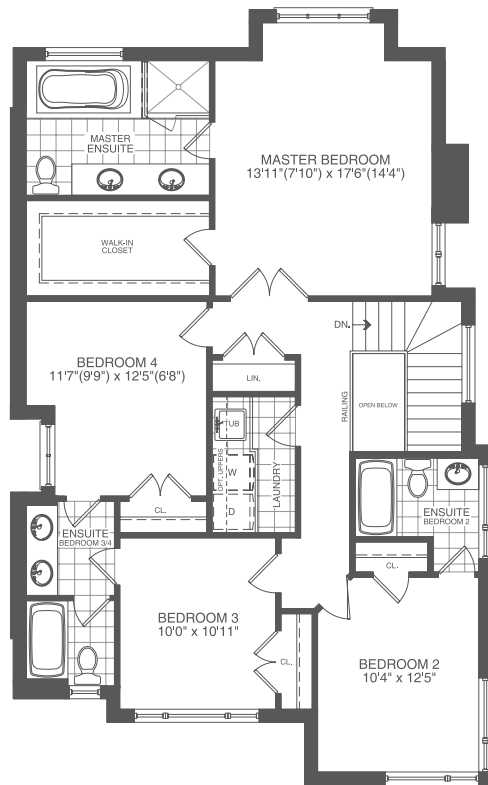 MASTER
ENSUITE
MASTER BEDROOM
13'11"(7'10") x 17'6"(14'4")
WALK-IN
CLOSET
DN.
BEDROOM 4
11'7"(9'9") x 12'5"(6'8")
LIN.
RAILING
OPEN BELOW
TUB
OPT. UPPERS
W
D
LAUNDRY
CL.
ENSUITE
BEDROOM 2
ENSUITE
BEDROOM 3/4
CL.
BEDROOM 3
10'0" x 10'11"
CL.
BEDROOM 2
10'4" x 12'5"